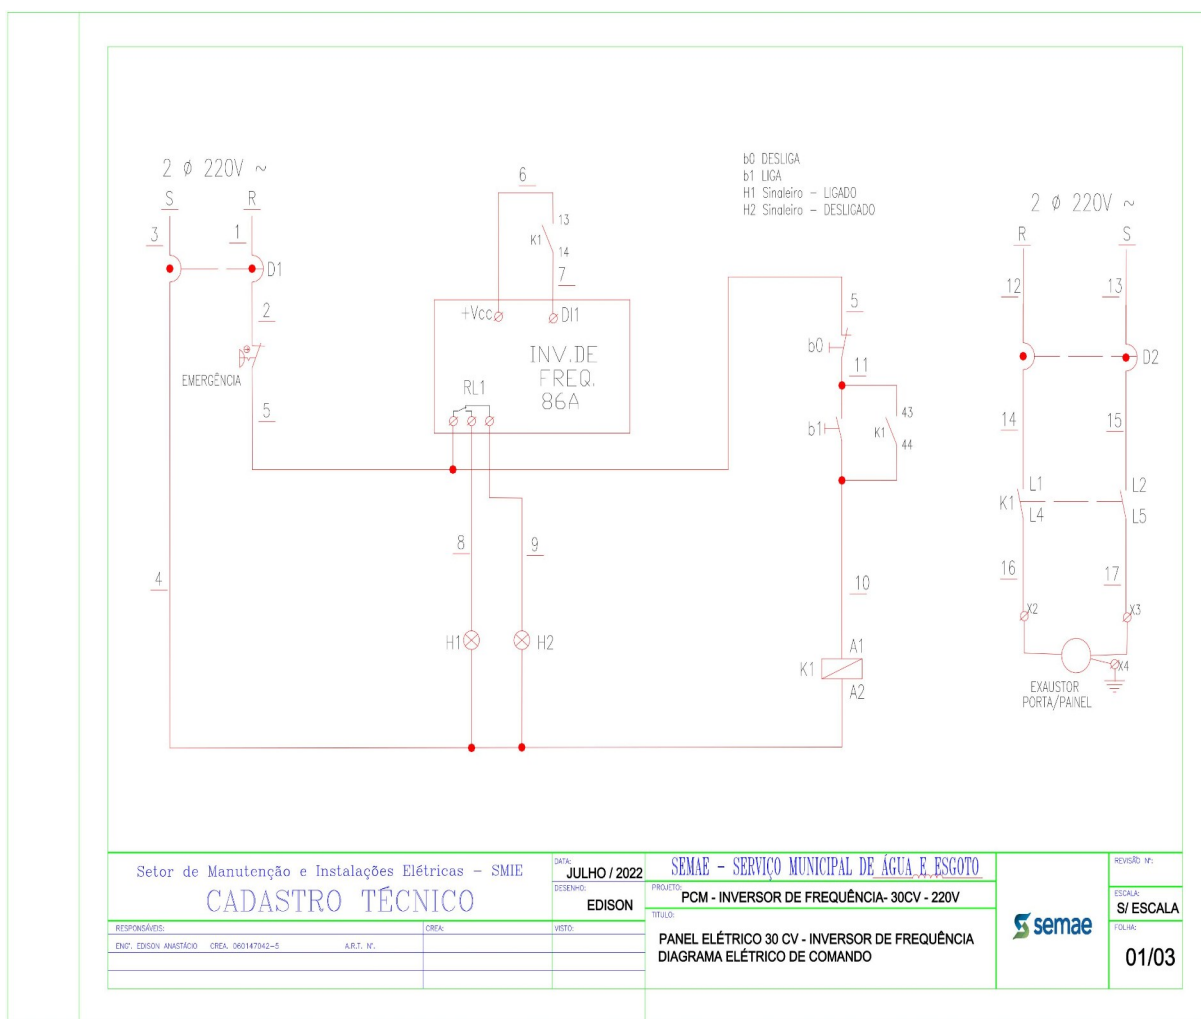 2 ø 220V ~
S
R
3
1
D1
2
EMERGÊNCIA
5
4
6
13
K1
14
7
+Vcc
DI1
INV.DE
FREQ.
86A
RL1
8
9
H1
H2
b0 DESLIGA
b1 LIGA
H1 Sinaleiro – LIGADO
H2 Sinaleiro – DESLIGADO
5
b0
11
b1
43
K1
44
10
K1
A1
A2
2 ø 220V ~
R
S
12
13
D2
14
15
K1
L1
L4
L2
L5
16
17
X2
X3
X4
EXAUSTOR
PORTA/PAINEL
Setor de Manutenção e Instalações Elétricas – SMIE
CADASTRO TÉCNICO
RESPONSÁVEIS:
CREA:
ENGº. EDISON ANASTÁCIO CREA. 060147042-5 A.R.T. Nº.
DATA:
JULHO / 2022
DESENHO:
EDISON
VISTO:
SEMAE – SERVIÇO MUNICIPAL DE ÁGUA E ESGOTO
PROJETO:
PCM - INVERSOR DE FREQUÊNCIA- 30CV - 220V
TITULO:
PANEL ELÉTRICO 30 CV - INVERSOR DE FREQUÊNCIA
DIAGRAMA ELÉTRICO DE COMANDO
semae
REVISÃO Nº:
ESCALA:
S/ ESCALA
FOLHA:
01/03